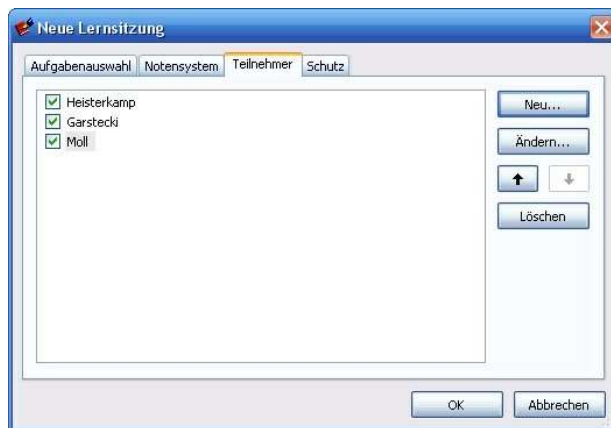 Neue Lernsitzung
Aufgabenauswahl Notensystem Teilnehmer Schutz
Heisterkamp
Garstecki
Moll
Neu...
Ändern...
Löschen
OK Abbrechen